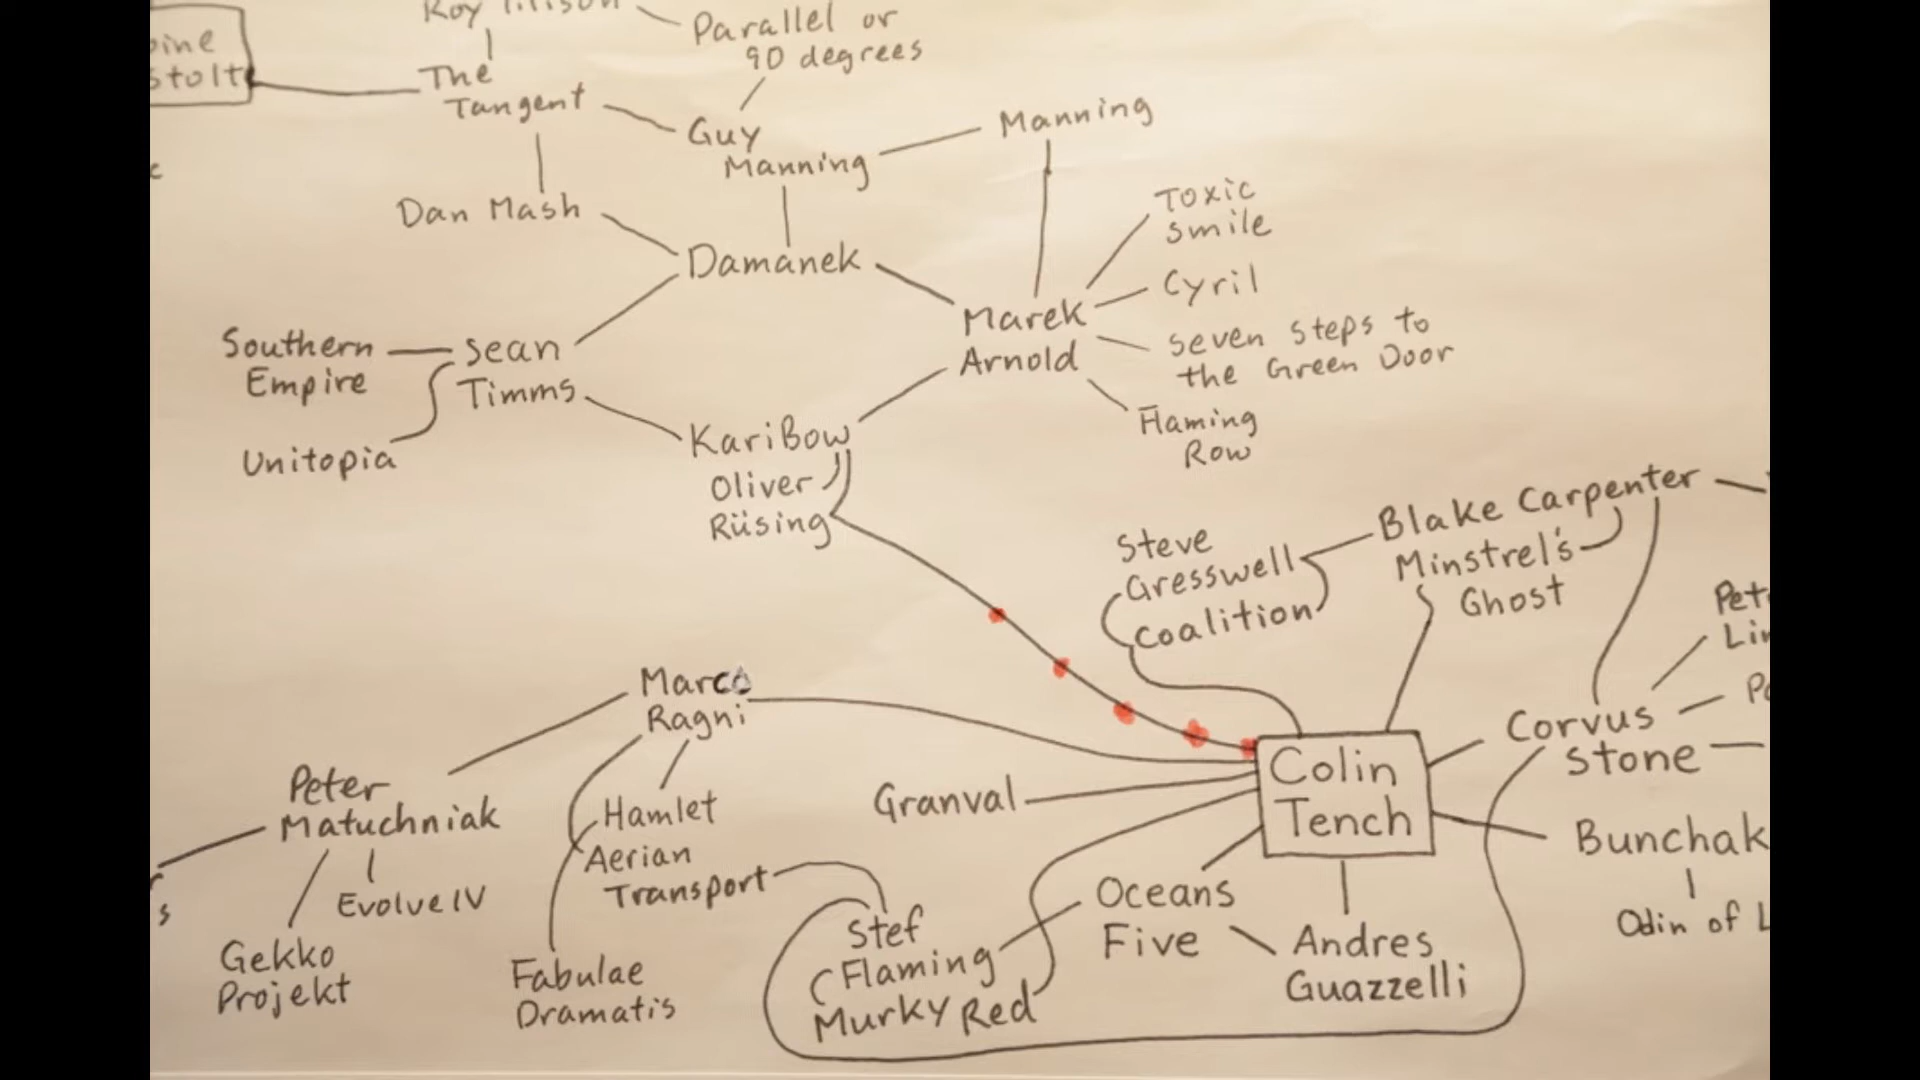 Roy
Parallel or
90 degrees
The
Tangent
Guy
Manning
Manning
Dan Mash
Damanek
Toxic
Smile
Cyril
Marek
Arnold
Seven Steps to
the Green Door
Flaming
Row
Southern
Empire
Sean
Timms
Unitopia
KariBow
Oliver
Rüsing
Steve
Gresswell
Coalition
Blake Carpenter
Minstrel's
Ghost
Marco
Ragni
Peter
Matuchniak
Hamlet
Aerian
Transport
Evolve IV
Gekko
Projekt
Fabulae
Dramatis
Granval
Colin
Tench
Corvus
Stone
Bunchak
Odin of L
Oceans
Five
Andres
Guazzelli
Stef
Flaming
Murky Red